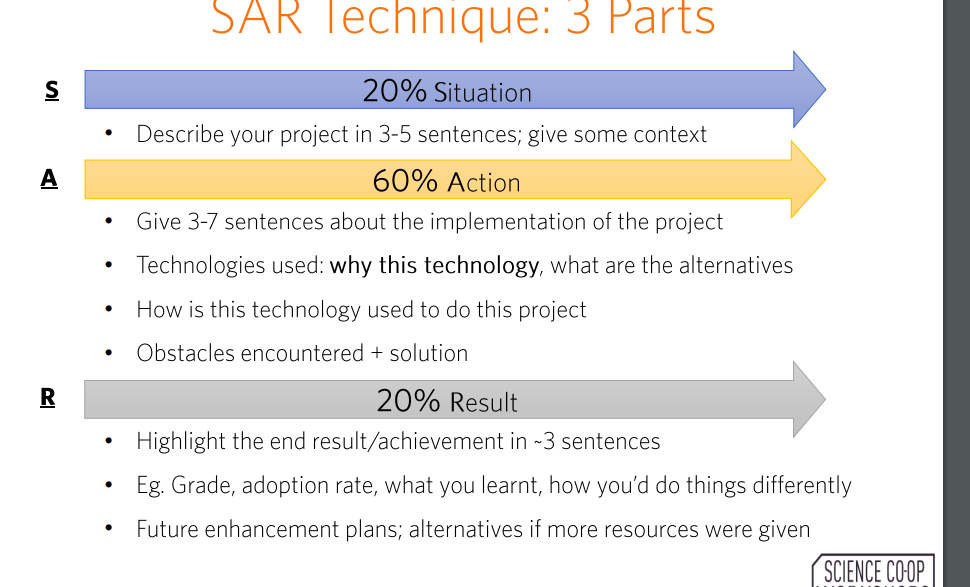 SAR Technique: 3 Parts
S
20% Situation
• Describe your project in 3-5 sentences; give some context
A
60% Action
• Give 3-7 sentences about the implementation of the project
• Technologies used: why this technology, what are the alternatives
• How is this technology used to do this project
• Obstacles encountered + solution
R
20% Result
• Highlight the end result/achievement in ~3 sentences
• Eg. Grade, adoption rate, what you learnt, how you’d do things differently
• Future enhancement plans; alternatives if more resources were given
SCIENCE CO-OP